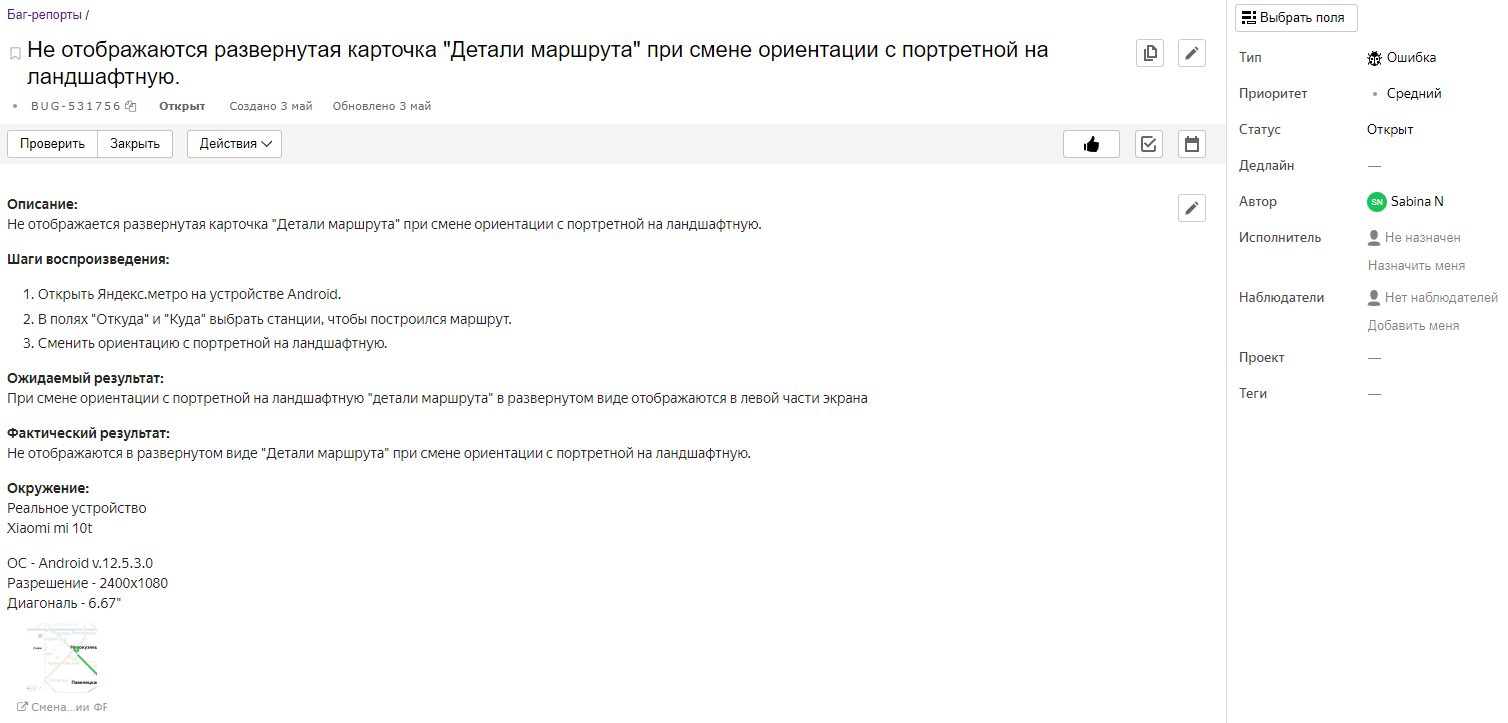 Баг-репорты /
Не отображаются развернутая карточка "Детали маршрута" при смене ориентации с портретной на
ландшафтную.
BUG-531756 Открыт Создано 3 май Обновлено 3 май
Проверить Закрыть Действия
Описание:
Не отображается развернутая карточка "Детали маршрута" при смене ориентации с портретной на ландшафтную.
Шаги воспроизведения:
1. Открыть Яндекс.метро на устройстве Android.
2. В полях "Откуда" и "Куда" выбрать станции, чтобы построился маршрут.
3. Сменить ориентацию с портретной на ландшафтную.
Ожидаемый результат:
При смене ориентации с портретной на ландшафтную "детали маршрута" в развернутом виде отображаются в левой части экрана
Фактический результат:
Не отображаются в развернутом виде "Детали маршрута" при смене ориентации с портретной на ландшафтную.
Окружение:
Реальное устройство
Xiaomi mi 10t
ОС - Android v.12.5.3.0
Разрешение - 2400x1080
Диагональ - 6.67"
Смена...ии ФР
Выбрать поля
Тип Ошибка
Приоритет Средний
Статус Открыт
Дедлайн —
Автор SN Sabina N
Исполнитель Не назначен
Назначить меня
Наблюдатели Нет наблюдателей
Добавить меня
Проект —
Теги —